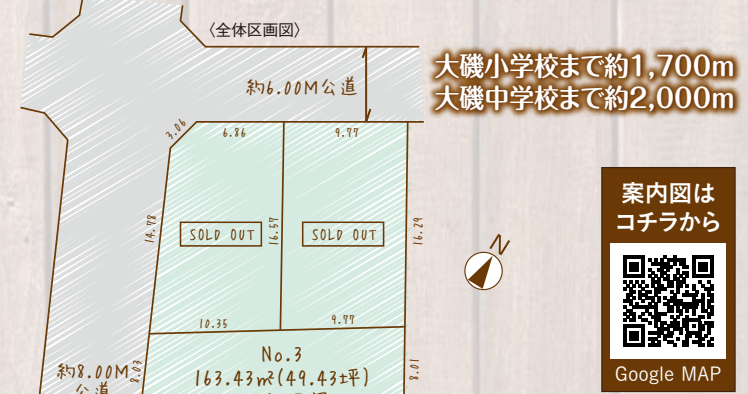 〈全体区画図〉
約6.00M公道
大磯小学校まで約1,700m
大磯中学校まで約2,000m
3.06
6.86
9.77
案内図は
コチラから
14.78
SOLD OUT
16.57
SOLD OUT
16.29
N
10.35
9.77
No.3
163.43㎡(49.43坪)
8.03
8.01
約8.00M
公道
Google MAP